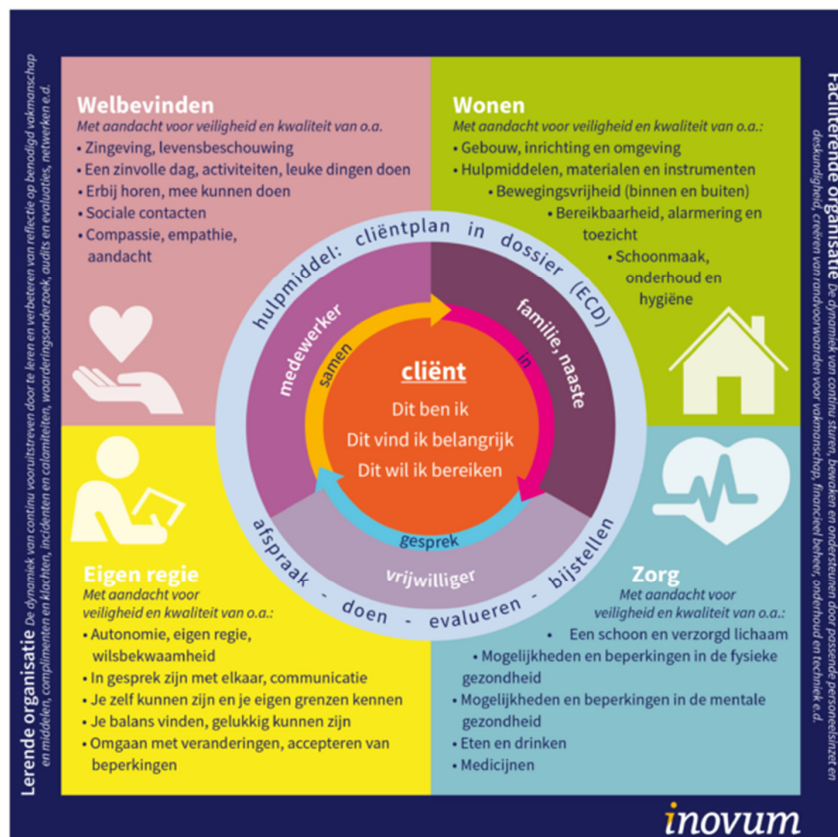 Welbevinden
Met aandacht voor veiligheid en kwaliteit van o.a.
• Zingeving, levensbeschouwing
• Een zinvolle dag, activiteiten, leuke dingen doen
• Erbij horen, mee kunnen doen
• Sociale contacten
• Compassie, empathie,
aandacht
Wonen
Met aandacht voor veiligheid en kwaliteit van o.a.:
• Gebouw, inrichting en omgeving
• Hulpmiddelen, materialen en instrumenten
• Bewegingsvrijheid (binnen en buiten)
• Bereikbaarheid, alarmering en
toezicht
• Schoonmaak,
onderhoud en
hygiëne
hulpmiddel: cliëntplan in dossier (ECD)
medewerker
familie, naaste
samen
in
cliënt
Dit ben ik
Dit vind ik belangrijk
Dit wil ik bereiken
gesprek
vrijwilliger
afspraak - doen - evalueren - bijstellen
Eigen regie
Met aandacht voor
veiligheid en kwaliteit van o.a.:
• Autonomie, eigen regie,
wilsbekwaamheid
• In gesprek zijn met elkaar, communicatie
• Je zelf kunnen zijn en je eigen grenzen kennen
• Je balans vinden, gelukkig kunnen zijn
• Omgaan met veranderingen, accepteren van
beperkingen
Zorg
Met aandacht voor
veiligheid en kwaliteit van o.a.:
• Een schoon en verzorgd lichaam
• Mogelijkheden en beperkingen in de fysieke
gezondheid
• Mogelijkheden en beperkingen in de mentale
gezondheid
• Eten en drinken
• Medicijnen
Lerende organisatie De dynamiek van continu vooruitstreven door te leren en verbeteren van reflectie op benodigd vakmanschap
en middelen, complimenten en klachten, incidenten en calamiteiten, waarderingsonderzoek, audits en evaluaties, netwerken e.d.
Faciliterende organisatie De dynamiek van continu sturen, bewaken en ondersteunen door passende personeelsinzet en
deskundigheid, creëren van randvoorwaarden voor vakmanschap, financieel beheer, onderhoud en techniek e.d.
inovum